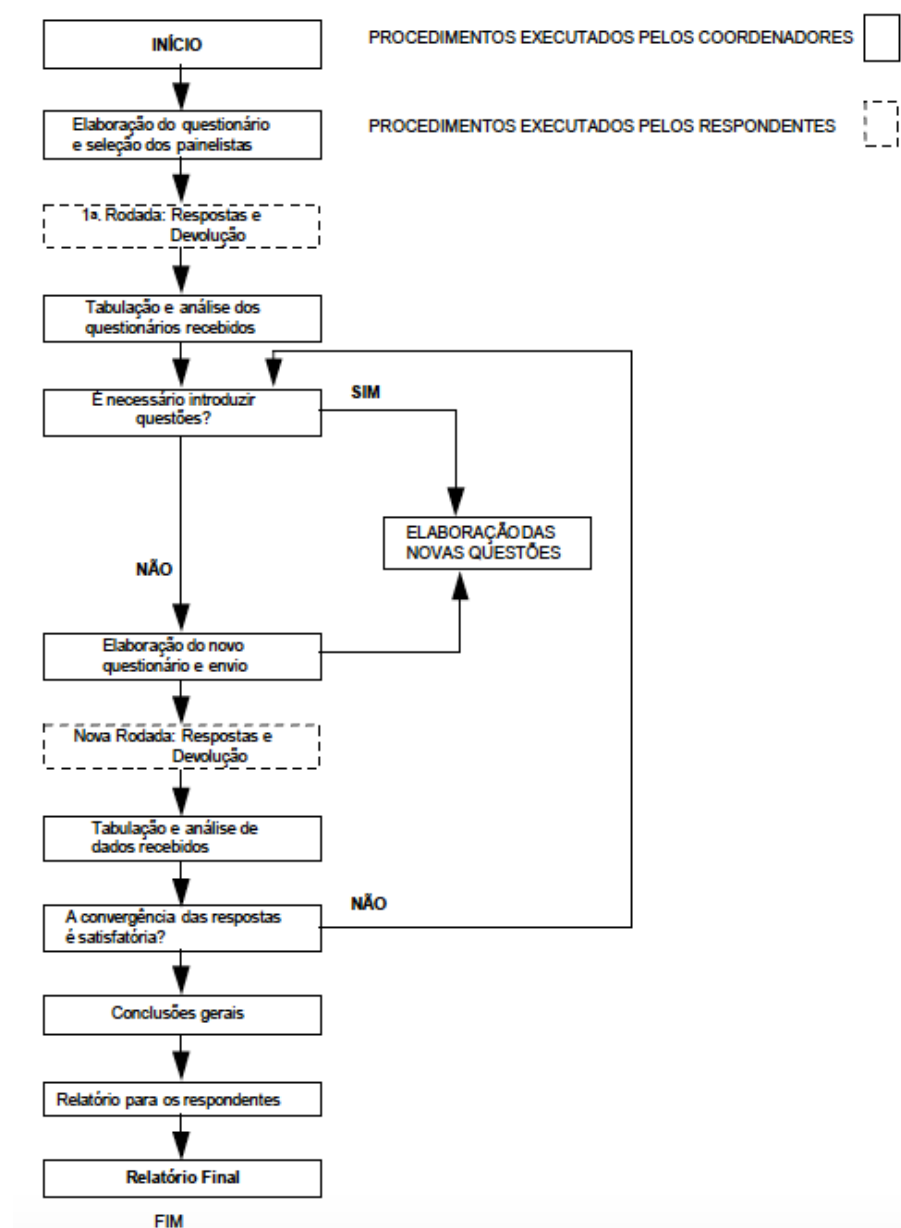 INÍCIO
PROCEDIMENTOS EXECUTADOS PELOS COORDENADORES
Elaboração do questionário
e seleção dos painelistas
PROCEDIMENTOS EXECUTADOS PELOS RESPONDENTES
1ª. Rodada: Respostas e
Devolução
Tabulação e análise dos
questionários recebidos
É necessário introduzir
questões?
SIM
ELABORAÇÃO DAS
NOVAS QUESTÕES
NÃO
Elaboração do novo
questionário e envio
Nova Rodada: Respostas e
Devolução
Tabulação e análise de
dados recebidos
A convergência das respostas
é satisfatória?
NÃO
Conclusões gerais
Relatório para os respondentes
Relatório Final
FIM